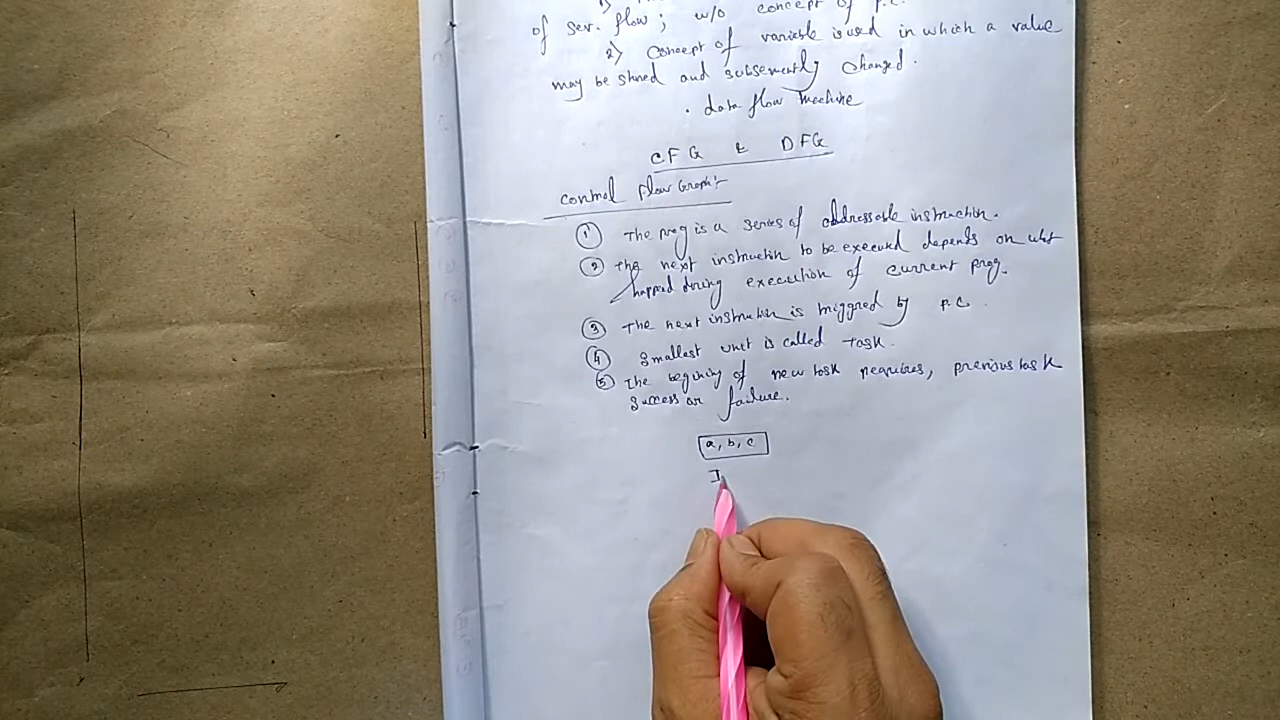 of ser. flow; w/o concept of p.c.
2) concept of variable is used in which a value
may be stored and subsequently changed.
. data flow machine
CFG & DFG
control flow Graph:-
① The prog is a series of addressable instruction.
② The next instruction to be executed depends on what
happend during execution of current prog.
③ The next instruction is triggered by p.c.
④ smallest unit is called task.
⑤ The begining of new task requires, previous task
success or failure.
a, b, c
I